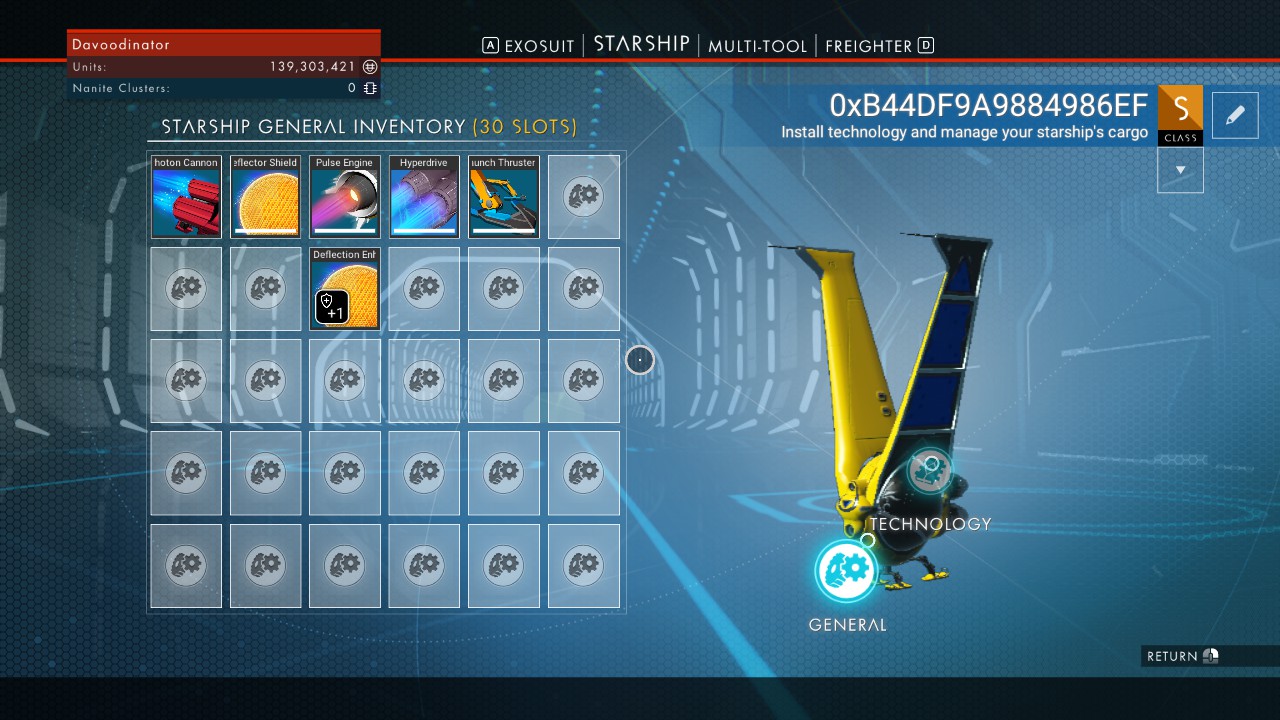 Davoodinator
Units: 139,303,421
Nanite Clusters: 0
A EXOSUIT STARSHIP MULTI-TOOL FREIGHTER D
0xB44DF9A9884986EF
Install technology and manage your starship's cargo
S
CLASS
STARSHIP GENERAL INVENTORY (30 SLOTS)
hoton Cannon eflector Shield Pulse Engine Hyperdrive unch Thruster
Deflection Enh
+1
TECHNOLOGY
GENERAL
RETURN